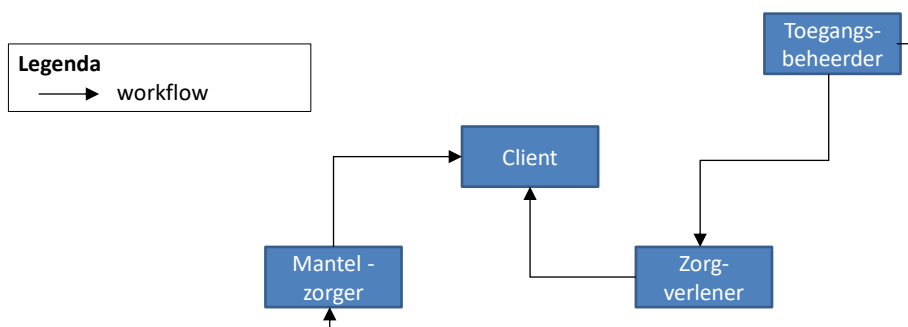 Toegangs-
beheerder
Legenda
workflow
Client
Mantel -
zorger
Zorg-
verlener